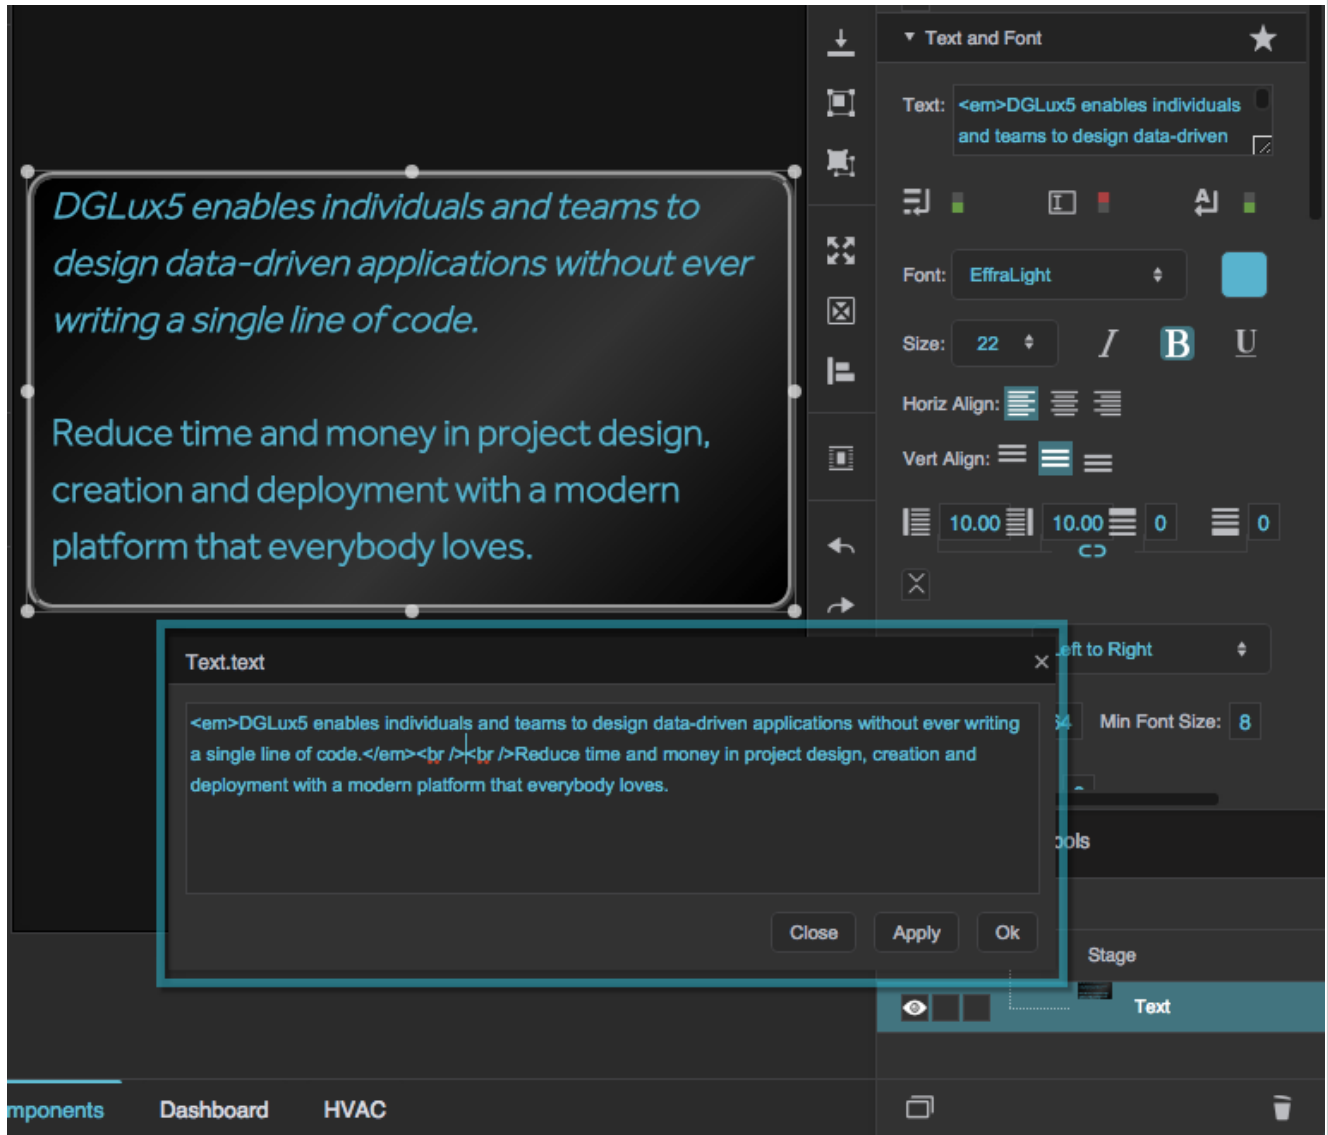 DGLux5 enables individuals and teams to
design data-driven applications without ever
writing a single line of code.
Reduce time and money in project design,
creation and deployment with a modern
platform that everybody loves.
Text and Font
Text:
<em>DGLux5 enables individuals
and teams to design data-driven
Font: EffraLight
Size: 22 I B U
Horiz Align:
Vert Align:
10.00 10.00 0 0
Left to Right
64 Min Font Size: 8
Text.text
<em>DGLux5 enables individuals and teams to design data-driven applications without ever writing
a single line of code.</em><br /><br />Reduce time and money in project design, creation and
deployment with a modern platform that everybody loves.
Close Apply Ok
ools
Stage
Text
mponents Dashboard HVAC